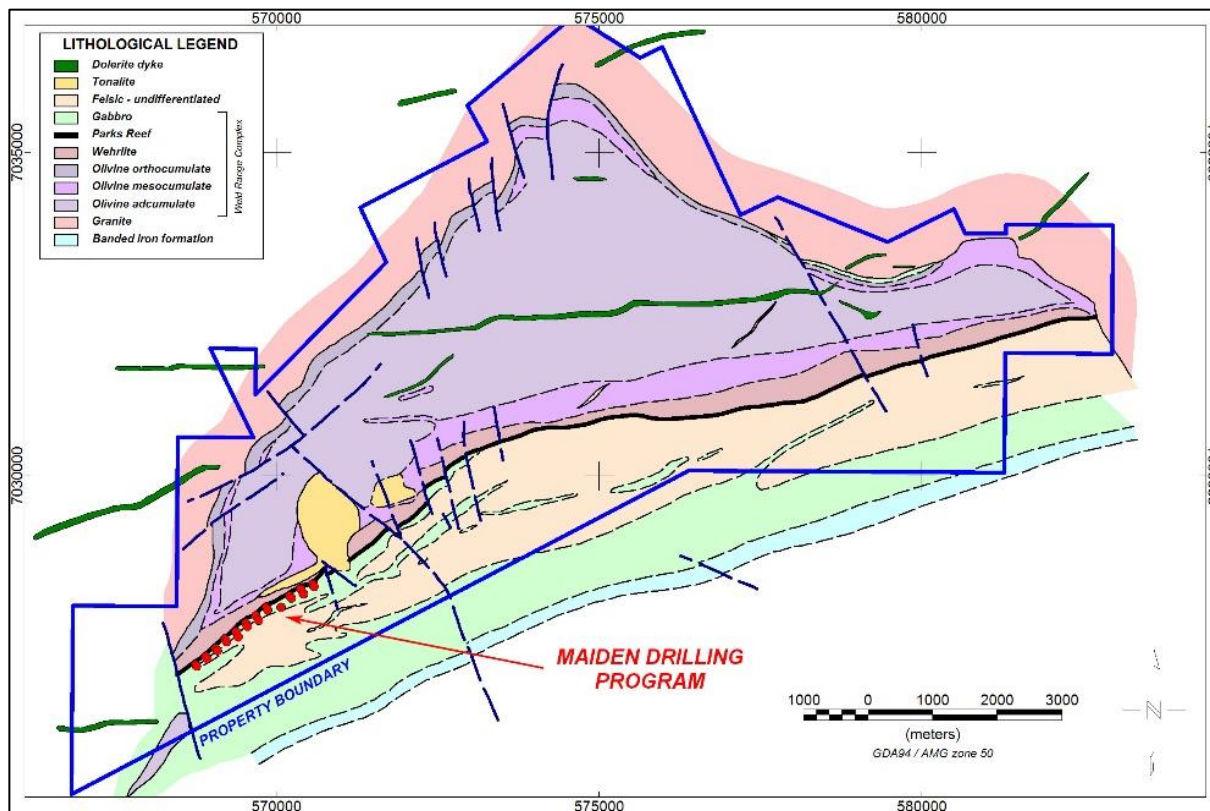 570000
575000
580000
LITHOLOGICAL LEGEND
Dolerite dyke
Tonalite
Felsic - undifferentiated
Gabbro
Parks Reef
Wehrlite
Olivine orthocumulate
Olivine mesocumulate
Olivine adcumulate
Granite
Banded iron formation
Weld Range Complex
7035000
7030000
MAIDEN DRILLING
PROGRAM
PROPERTY BOUNDARY
1000 0 1000 2000 3000
(meters)
GDA94 / AMG zone 50
N
570000
575000
580000